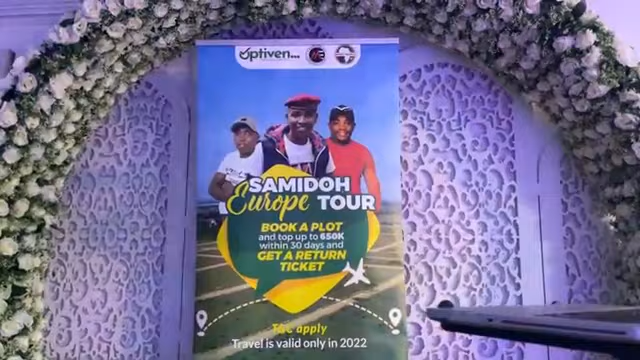 Optiven...
SAMIDOH
Europe TOUR
BOOK A PLOT
and top up to 650K
within 30 days and
GET A RETURN
TICKET
T&C apply
Travel is valid only in 2022